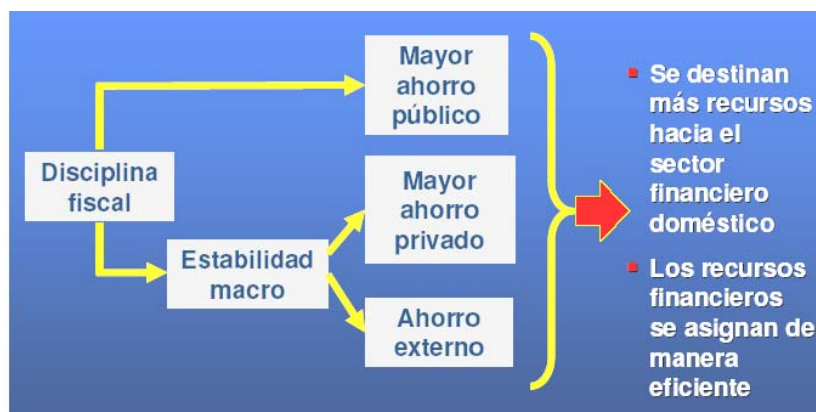 Disciplina
fiscal
Mayor
ahorro
público
Estabilidad
macro
Mayor
ahorro
privado
Ahorro
externo
Se destinan
más recursos
hacia el
sector
financiero
doméstico
Los recursos
financieros
se asignan de
manera
eficiente